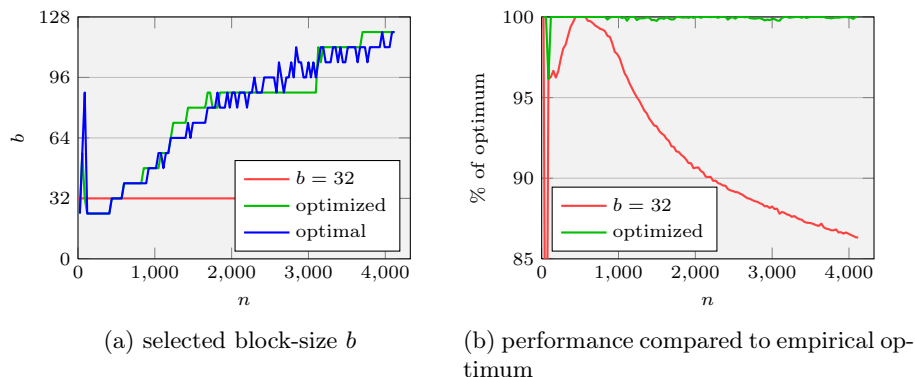 128
96
64
32
0
b
0
1,000
2,000
3,000
4,000
n
b = 32
optimized
optimal
(a) selected block-size b
100
95
90
85
% of optimum
0
1,000
2,000
3,000
4,000
n
b = 32
optimized
(b) performance compared to empirical op-
timum